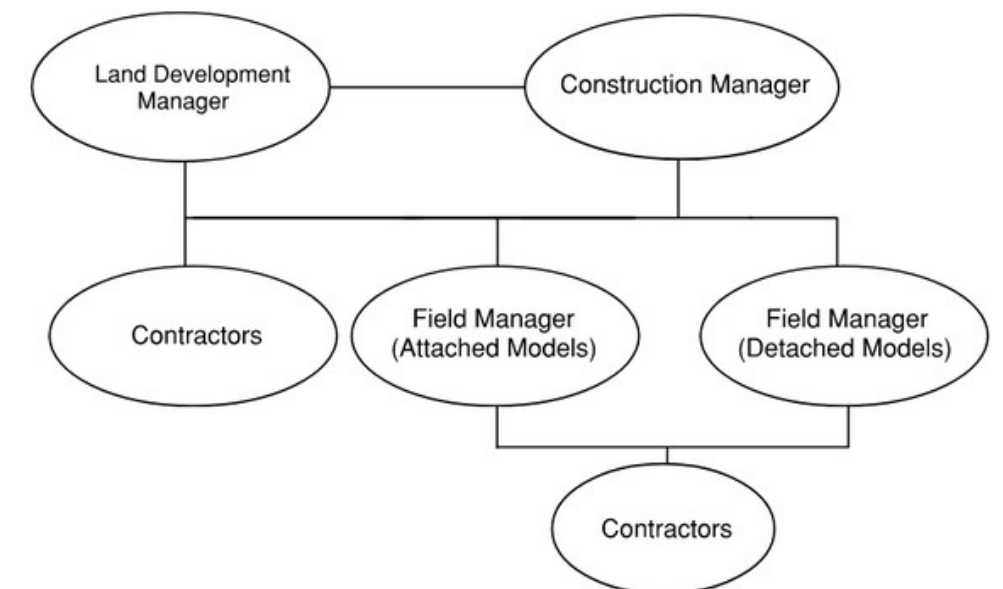 Land Development
Manager
Construction Manager
Contractors
Field Manager
(Attached Models)
Field Manager
(Detached Models)
Contractors